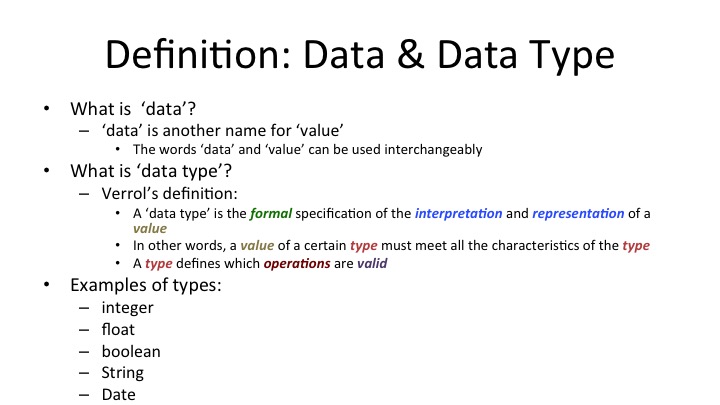 Definition: Data & Data Type
• What is ‘data’?
– ‘data’ is another name for ‘value’
• The words ‘data’ and ‘value’ can be used interchangeably
• What is ‘data type’?
– Verrol’s definition:
• A ‘data type’ is the formal specification of the interpretation and representation of a
value
• In other words, a value of a certain type must meet all the characteristics of the type
• A type defines which operations are valid
• Examples of types:
– integer
– float
– boolean
– String
– Date